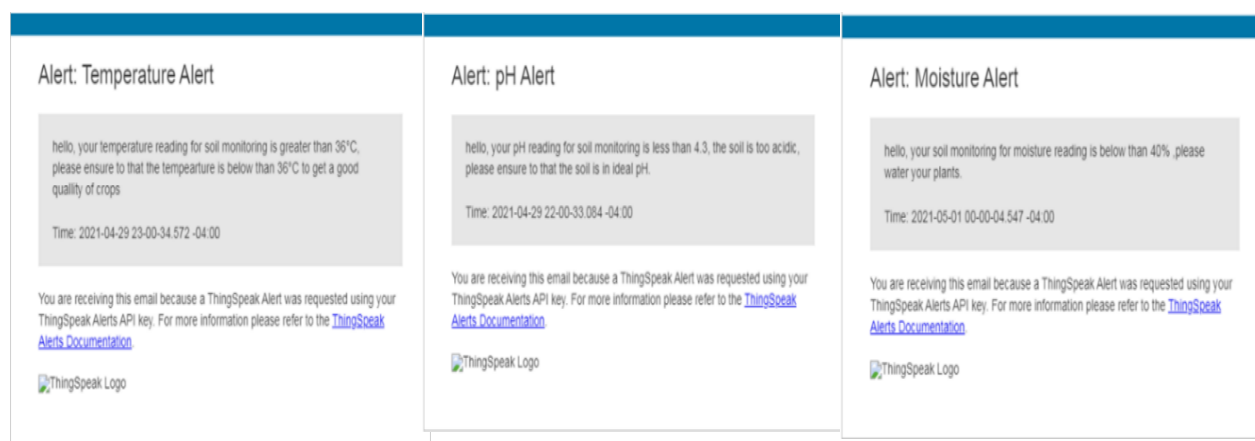 Alert: Temperature Alert
hello, your temperature reading for soil monitoring is greater than 36°C,
please ensure to that the tempearture is below than 36°C to get a good
quallity of crops
Time: 2021-04-29 23-00-34.572 -04:00
You are receiving this email because a ThingSpeak Alert was requested using your
ThingSpeak Alerts API key. For more information please refer to the ThingSpeak
Alerts Documentation.
ThingSpeak Logo
Alert: pH Alert
hello, your pH reading for soil monitoring is less than 4.3, the soil is too acidic,
please ensure to that the soil is in ideal pH.
Time: 2021-04-29 22-00-33.084 -04:00
You are receiving this email because a ThingSpeak Alert was requested using your
ThingSpeak Alerts API key. For more information please refer to the ThingSpeak
Alerts Documentation.
ThingSpeak Logo
Alert: Moisture Alert
hello, your soil monitoring for moisture reading is below than 40% ,please
water your plants.
Time: 2021-05-01 00-00-04.547 -04:00
You are receiving this email because a ThingSpeak Alert was requested using your
ThingSpeak Alerts API key. For more information please refer to the ThingSpeak
Alerts Documentation.
ThingSpeak Logo